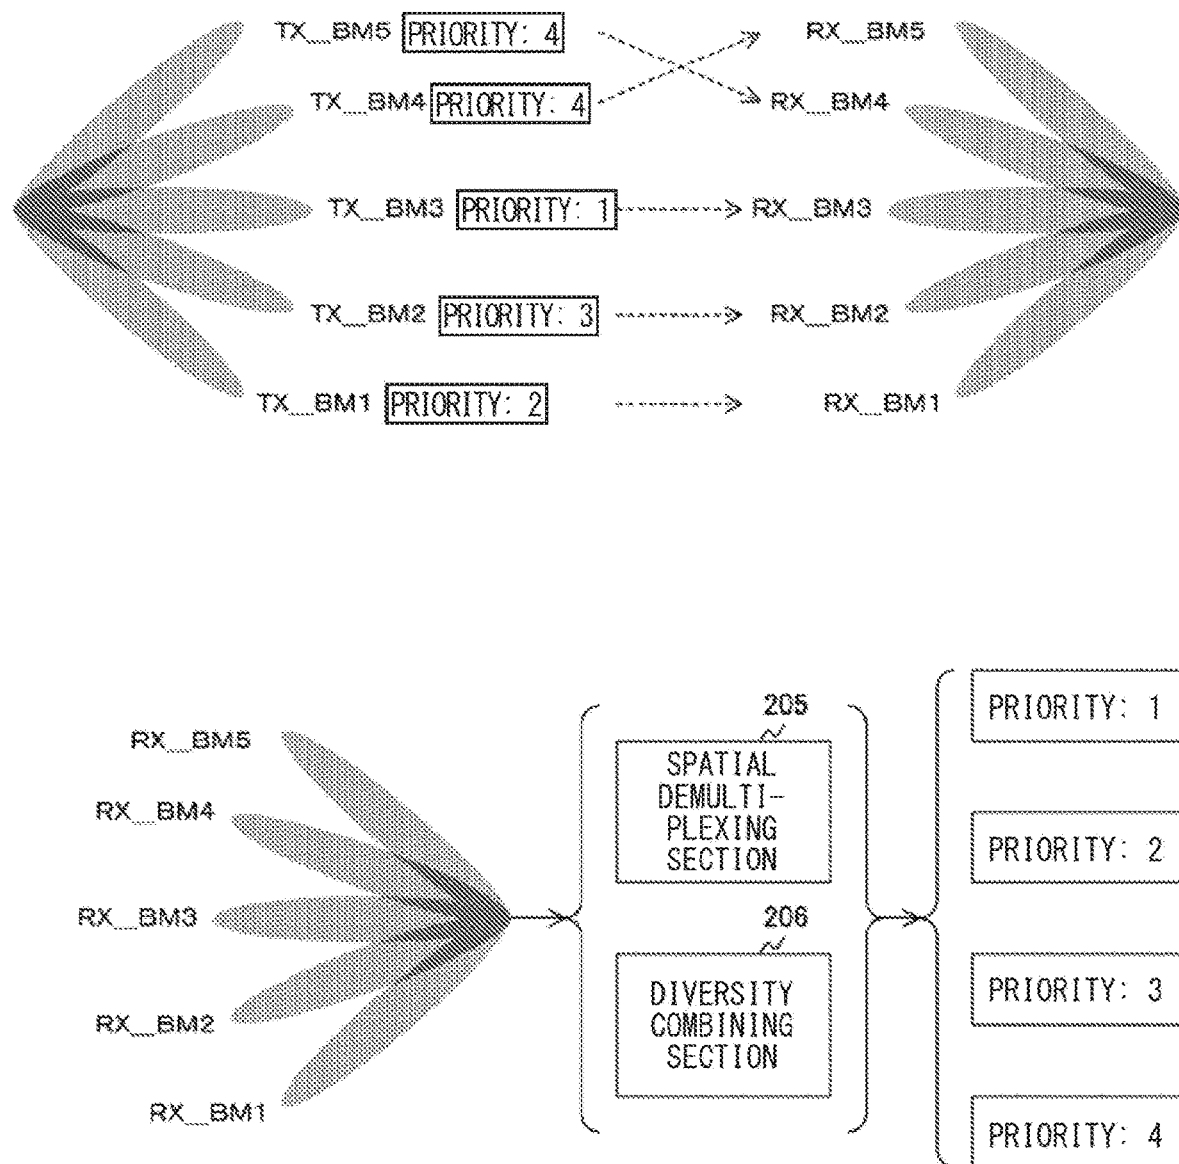 TX_BM5 PRIORITY: 4 RX_BM5
TX_BM4 PRIORITY: 4 RX_BM4
TX_BM3 PRIORITY: 1 RX_BM3
TX_BM2 PRIORITY: 3 RX_BM2
TX_BM1 PRIORITY: 2 RX_BM1
RX_BM5
RX_BM4
RX_BM3
RX_BM2
RX_BM1
205
SPATIAL
DEMULTI-
PLEXING
SECTION
206
DIVERSITY
COMBINING
SECTION
PRIORITY: 1
PRIORITY: 2
PRIORITY: 3
PRIORITY: 4